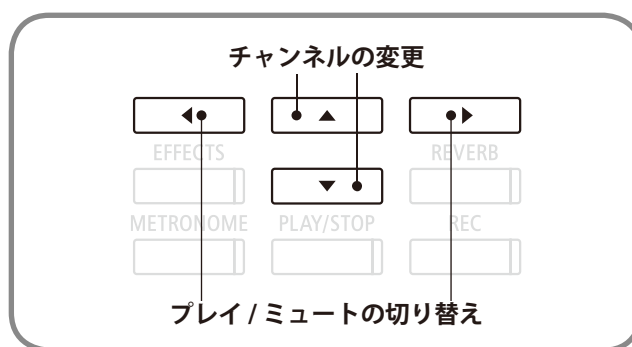 チャンネルの変更
EFFECTS
REVERB
METRONOME
PLAY/STOP
REC
プレイ / ミュートの切り替え